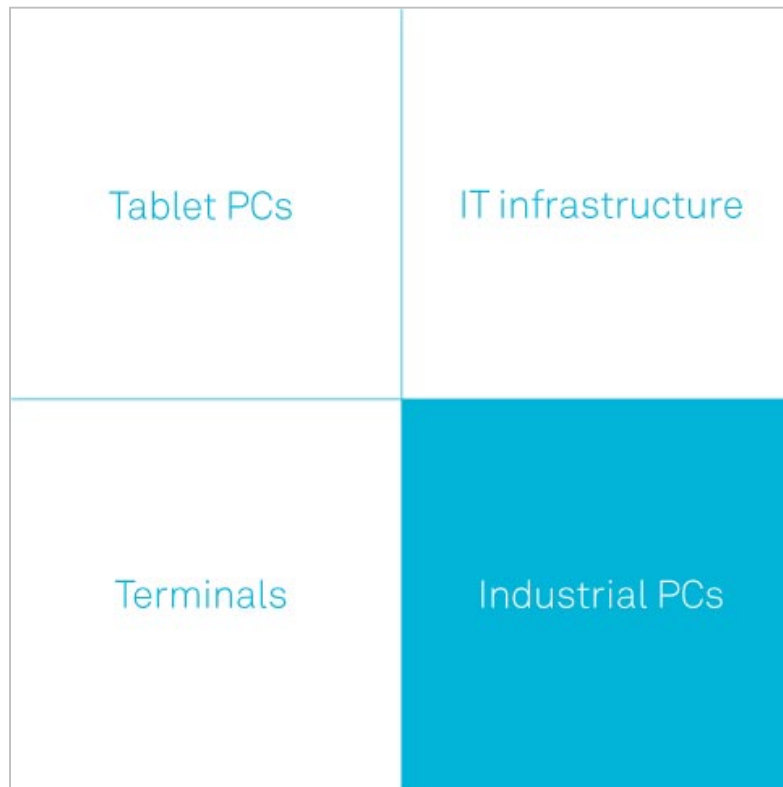 Tablet PCs
IT infrastructure
Terminals
Industrial PCs